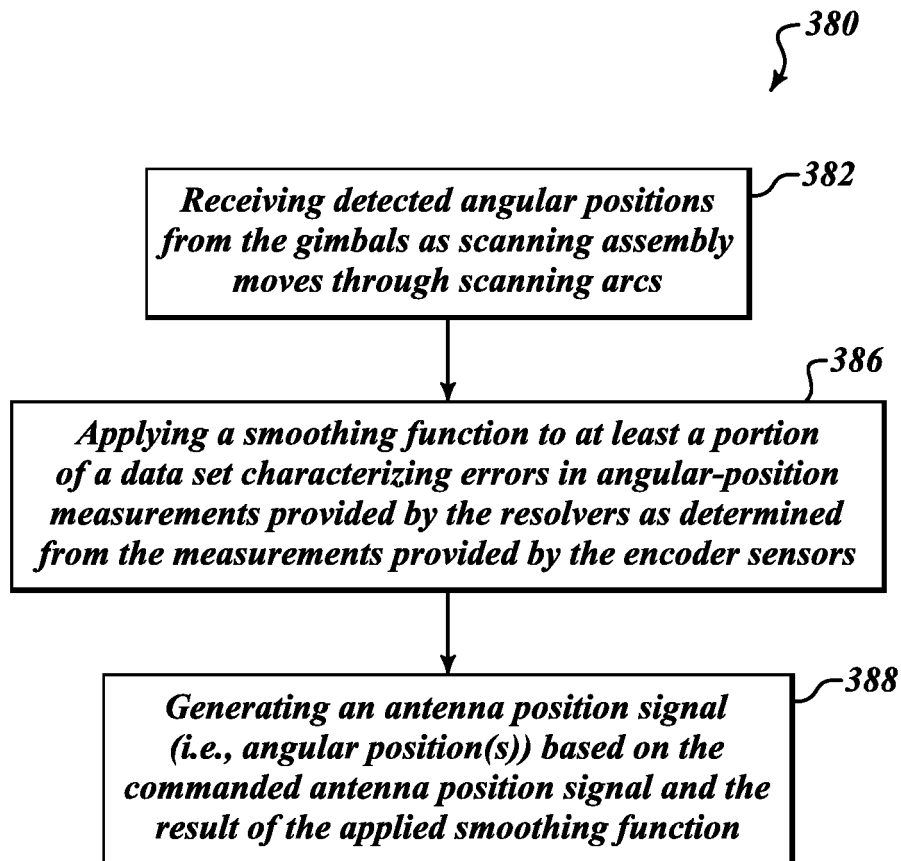 380
382
Receiving detected angular positions
from the gimbals as scanning assembly
moves through scanning arcs
386
Applying a smoothing function to at least a portion
of a data set characterizing errors in angular-position
measurements provided by the resolvers as determined
from the measurements provided by the encoder sensors
388
Generating an antenna position signal
(i.e., angular position(s)) based on the
commanded antenna position signal and the
result of the applied smoothing function